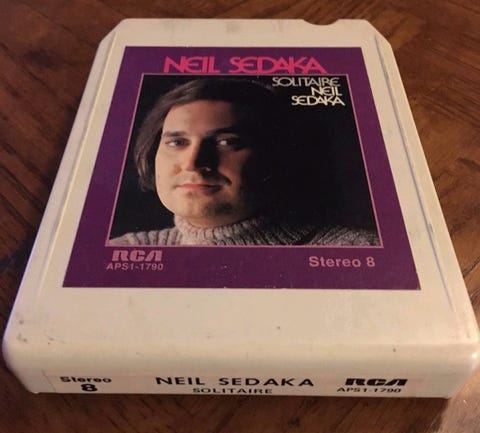 NEIL SEDAKA
SOLITAIRE
NEIL
SEDAKA
RCA
APS1-1790
Stereo 8
Stereo
8
NEIL SEDAKA
SOLITAIRE
RCA
APS1-1790